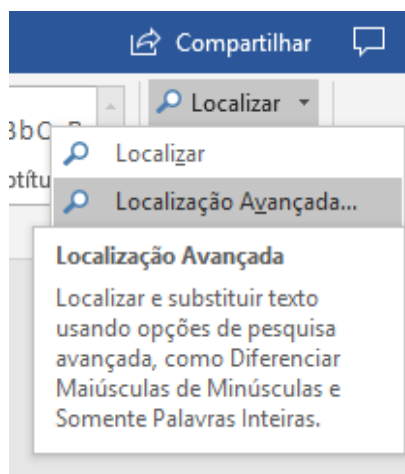 Compartilhar
Localizar
Localizar
Localização Avançada...
Localização Avançada
Localizar e substituir texto
usando opções de pesquisa
avançada, como Diferenciar
Maiúsculas de Minúsculas e
Somente Palavras Inteiras.